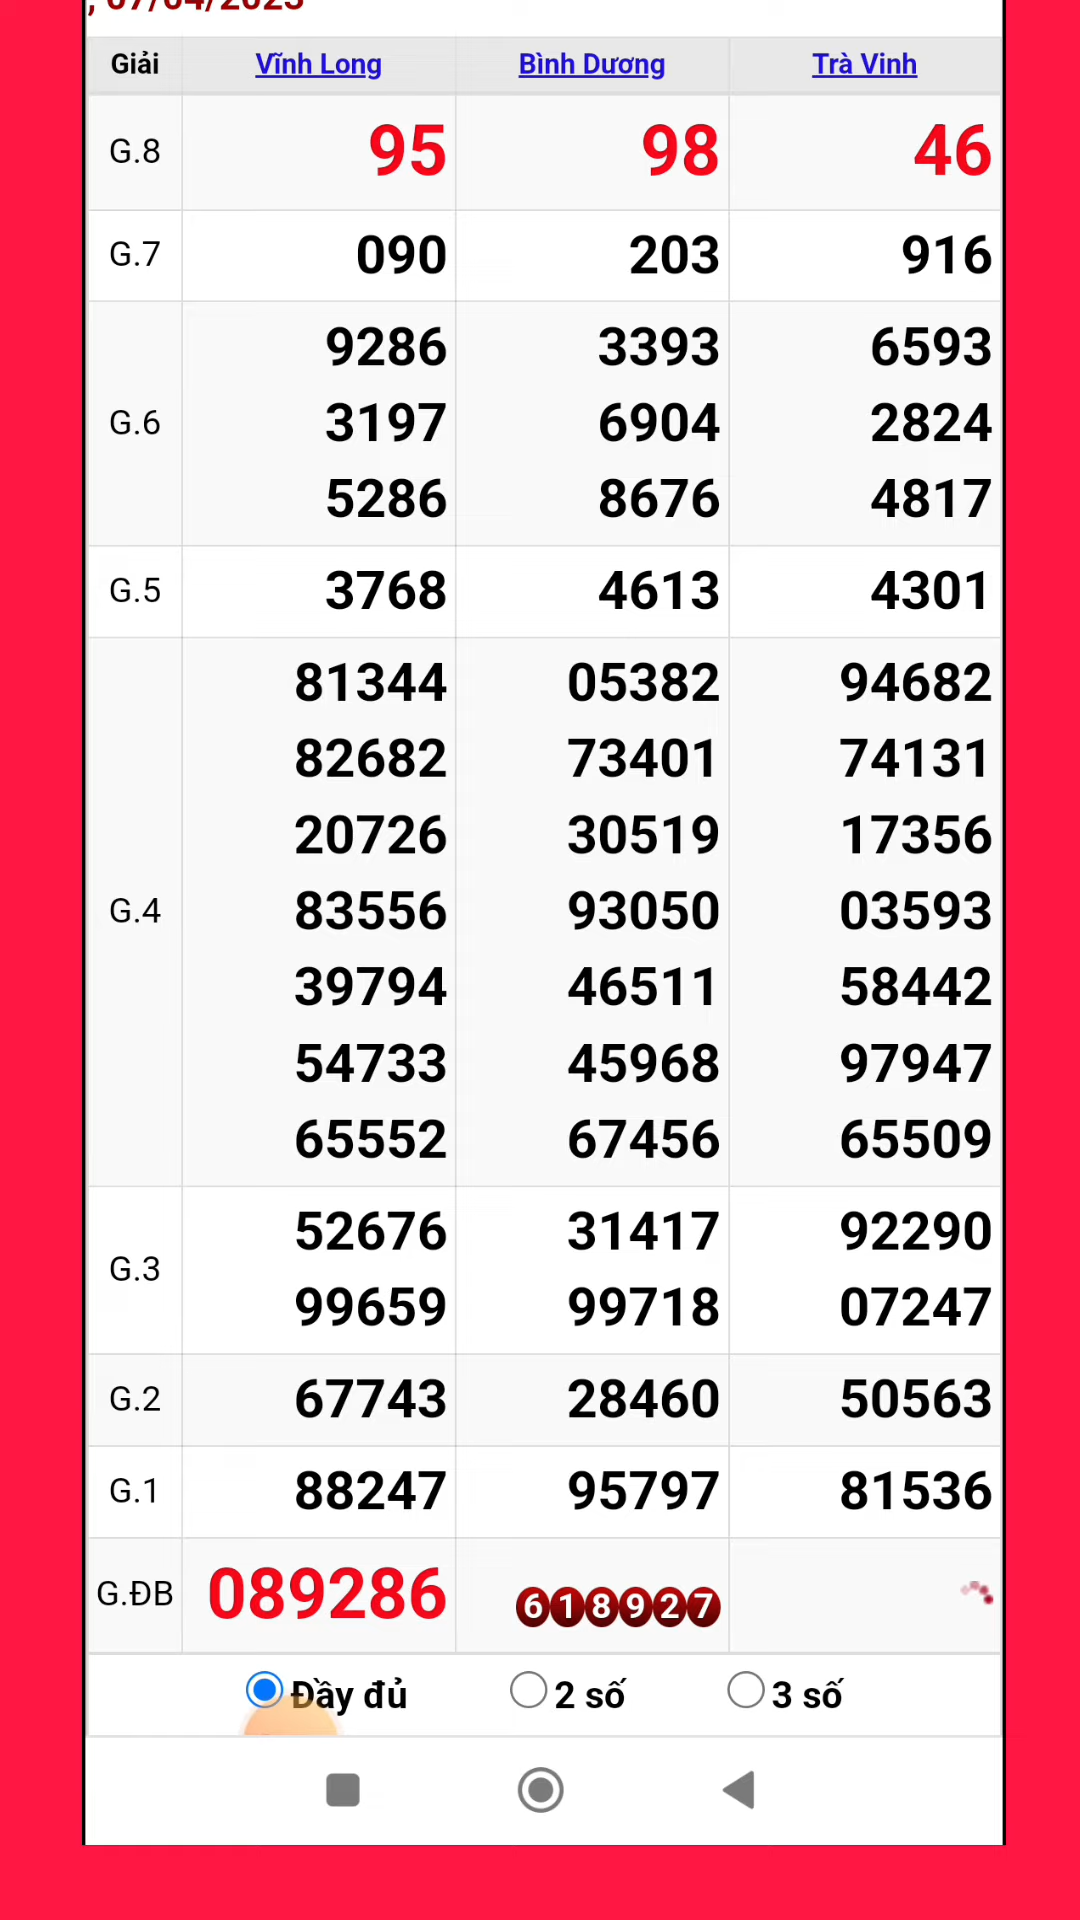 , 07/04/2023
Giải Vĩnh Long Bình Dương Trà Vinh
G.8 95 98 46
G.7 090 203 916
9286 3393 6593
G.6 3197 6904 2824
5286 8676 4817
G.5 3768 4613 4301
81344 05382 94682
82682 73401 74131
20726 30519 17356
G.4 83556 93050 03593
39794 46511 58442
54733 45968 97947
65552 67456 65509
52676 31417 92290
G.3
99659 99718 07247
G.2 67743 28460 50563
G.1 88247 95797 81536
G.ĐB 089286 618927
Đầy đủ 2 số 3 số